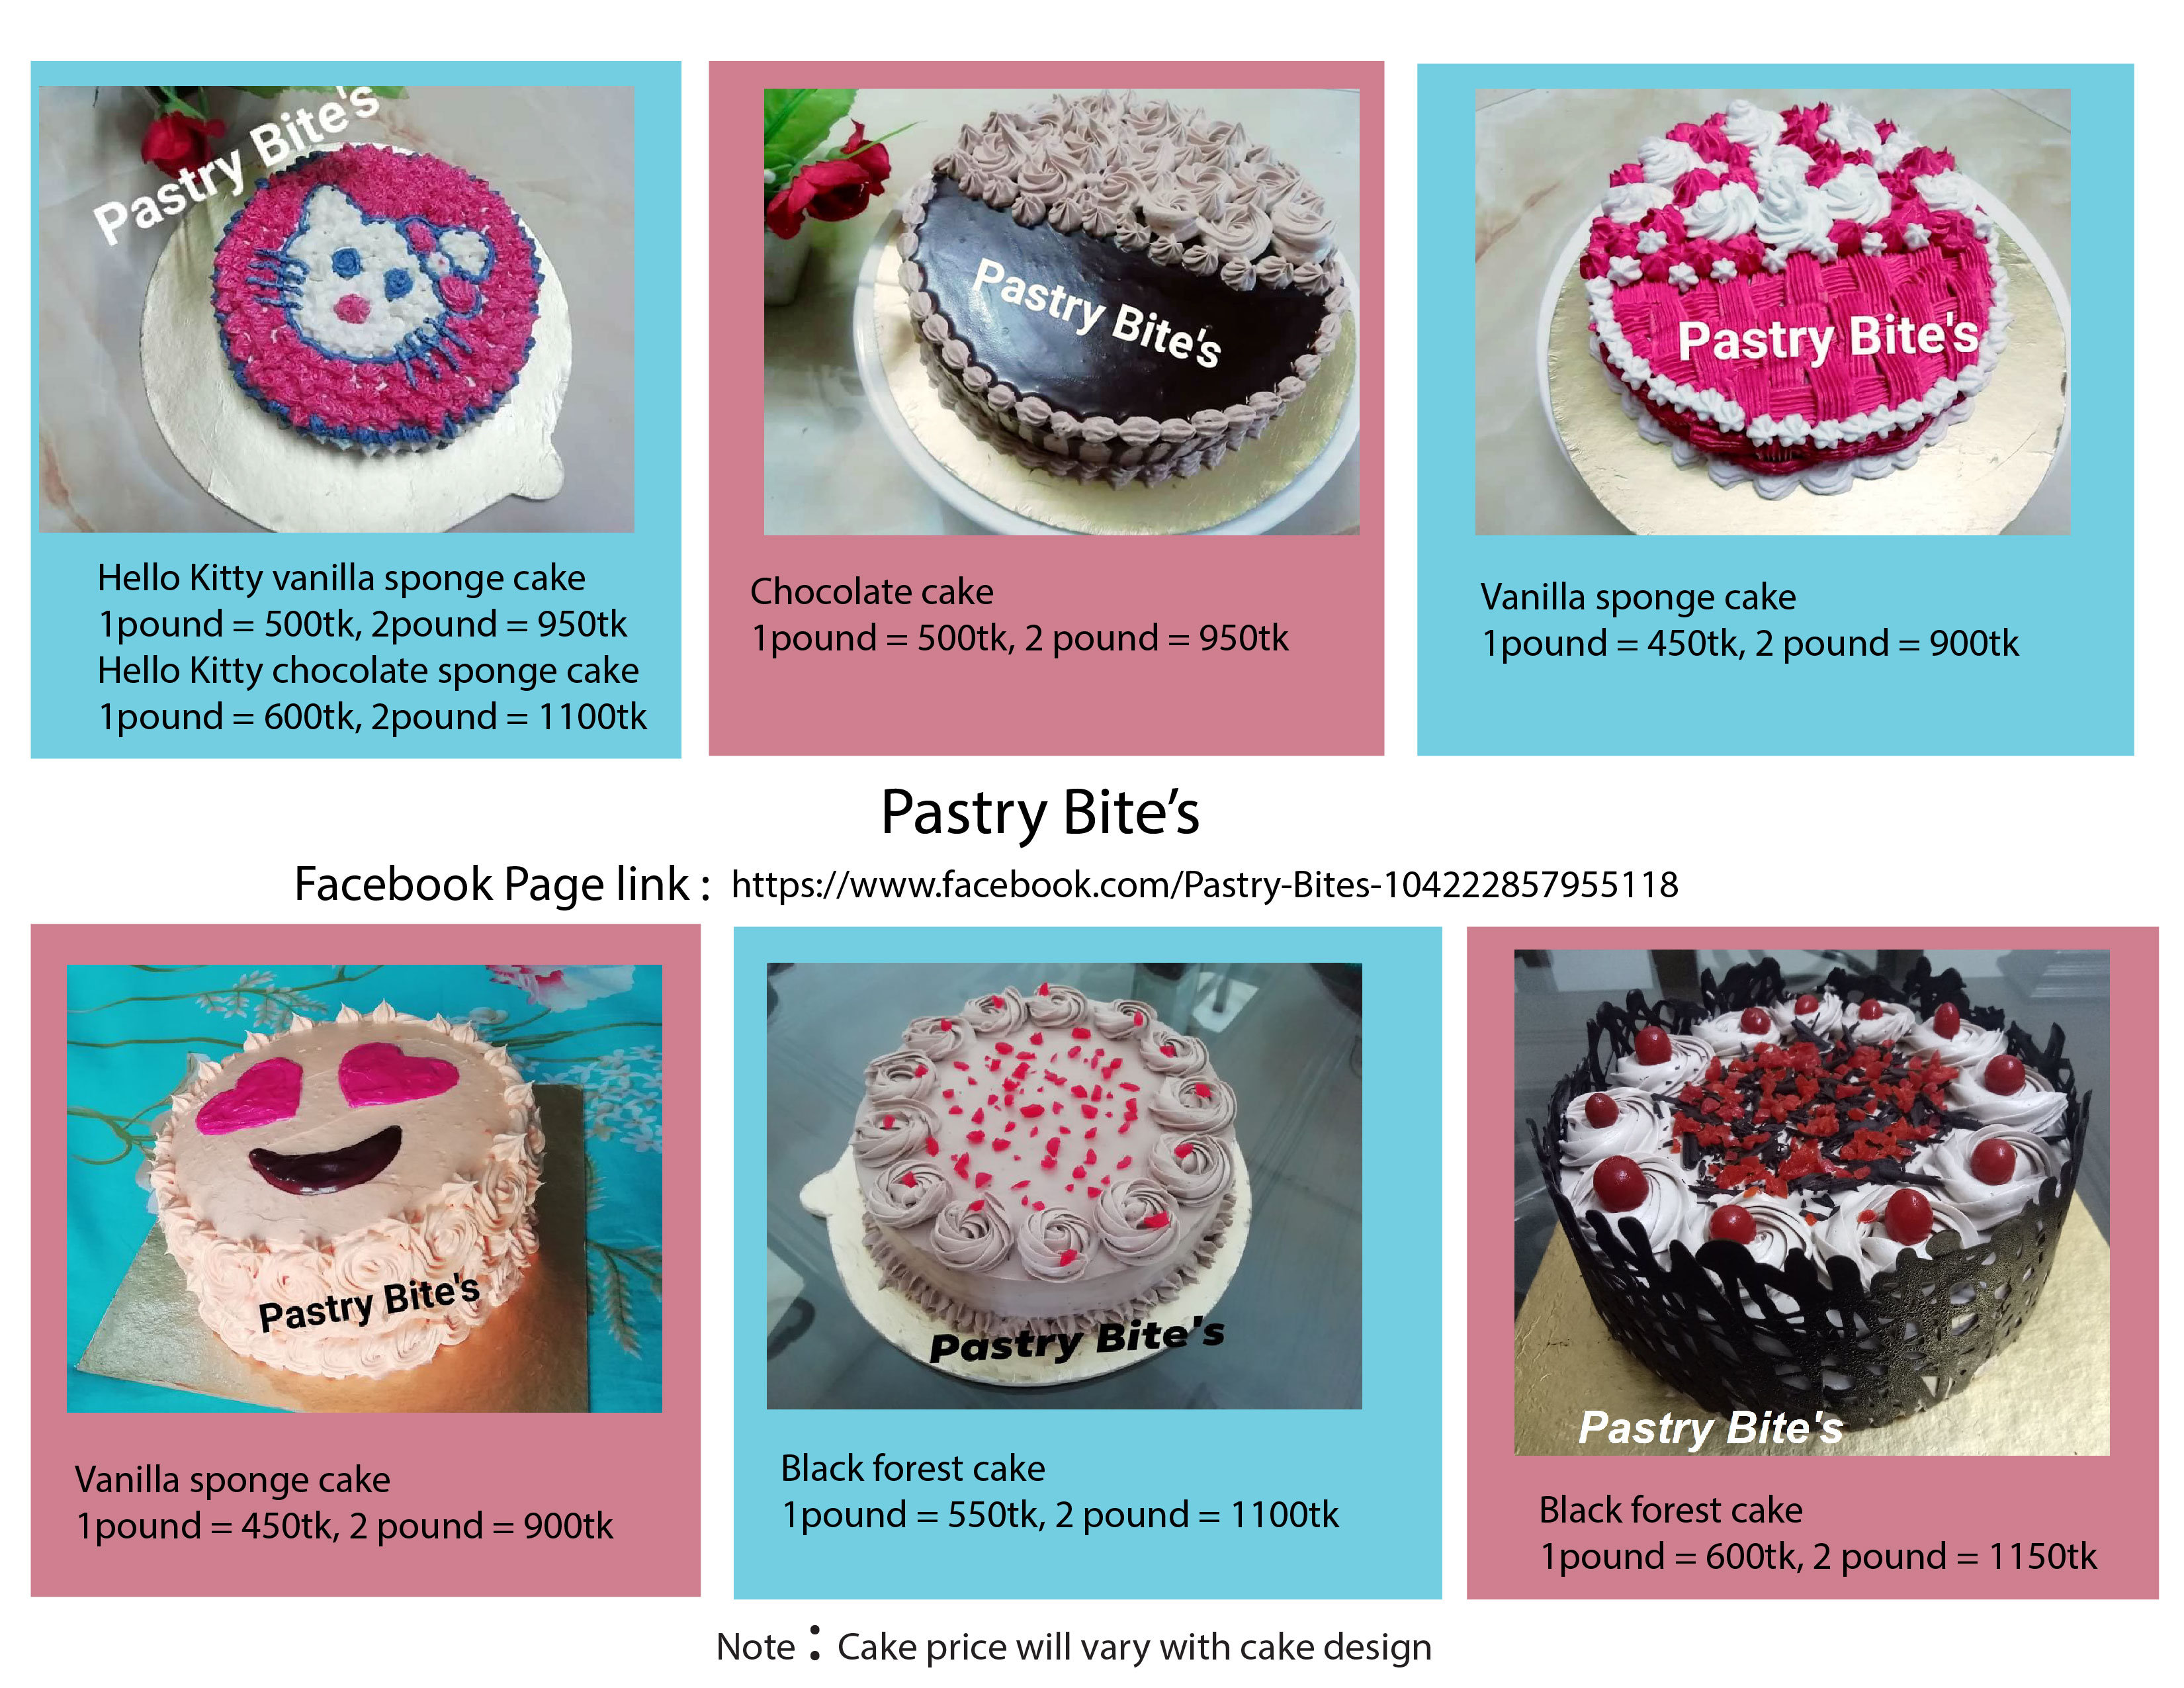 Pastry Bite's
Hello Kitty vanilla sponge cake
1pound = 500tk, 2pound = 950tk
Hello Kitty chocolate sponge cake
1pound = 600tk, 2pound = 1100tk
Pastry Bite's
Chocolate cake
1pound = 500tk, 2 pound = 950tk
Pastry Bite's
Vanilla sponge cake
1pound = 450tk, 2 pound = 900tk
Pastry Bite’s
Facebook Page link : https://www.facebook.com/Pastry-Bites-104222857955118
Pastry Bite's
Vanilla sponge cake
1pound = 450tk, 2 pound = 900tk
Pastry Bite's
Black forest cake
1pound = 550tk, 2 pound = 1100tk
Pastry Bite's
Black forest cake
1pound = 600tk, 2 pound = 1150tk
Note : Cake price will vary with cake design